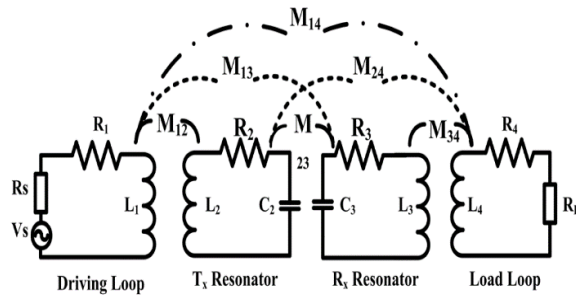 M14
M13 M24
M12 M 23 M34
R1 R2 R3 R4
Rs L1 L2 C2 C3 L3 L4 RL
Vs
Driving Loop Tx Resonator Rx Resonator Load Loop